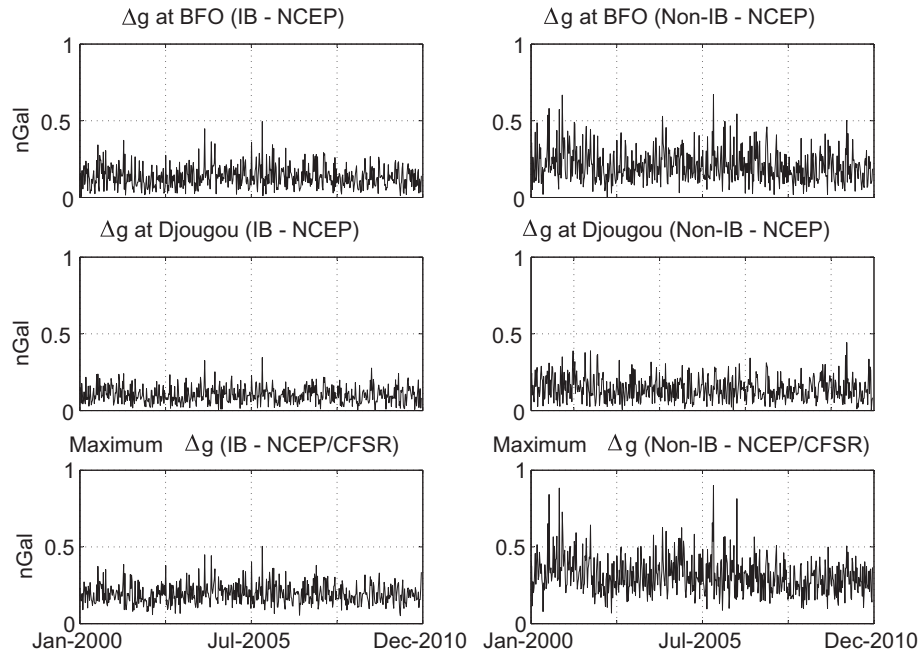 Δg at BFO (IB - NCEP)
Δg at BFO (Non-IB - NCEP)
1
0.5
0
nGal
1
0.5
0
Δg at Djougou (IB - NCEP)
Δg at Djougou (Non-IB - NCEP)
1
0.5
0
nGal
1
0.5
0
Maximum Δg (IB - NCEP/CFSR)
Maximum Δg (Non-IB - NCEP/CFSR)
1
0.5
0
nGal
Jan-2000 Jul-2005 Dec-2010
1
0.5
0
Jan-2000 Jul-2005 Dec-2010